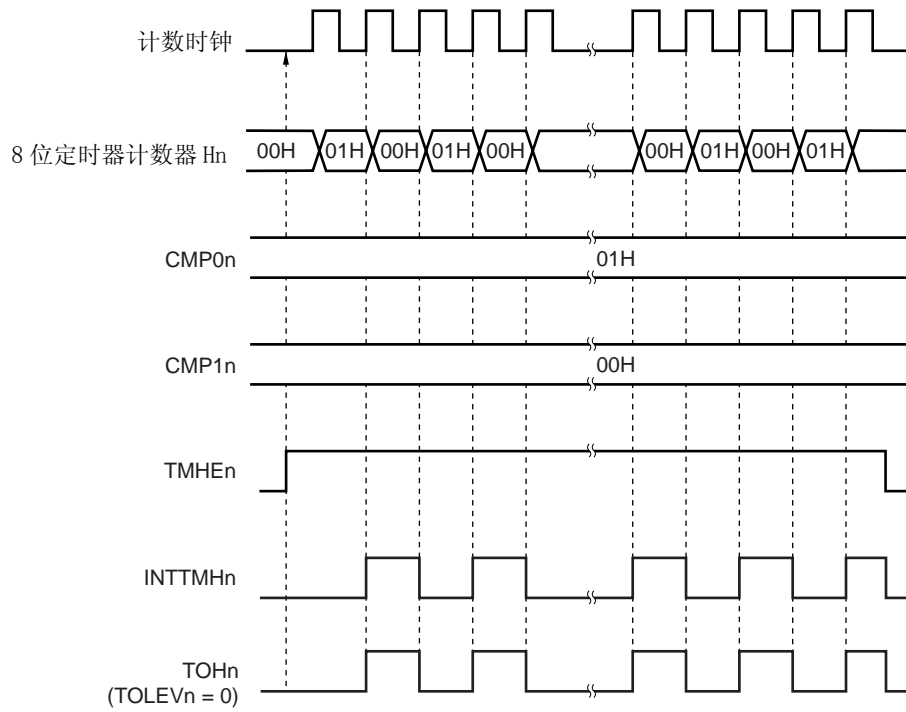 计数时钟
8 位定时器计数器 Hn
00H 01H 00H 01H 00H 00H 01H 00H 01H
CMP0n
01H
CMP1n
00H
TMHEn
INTTMHn
TOHn
(TOLEVn = 0)